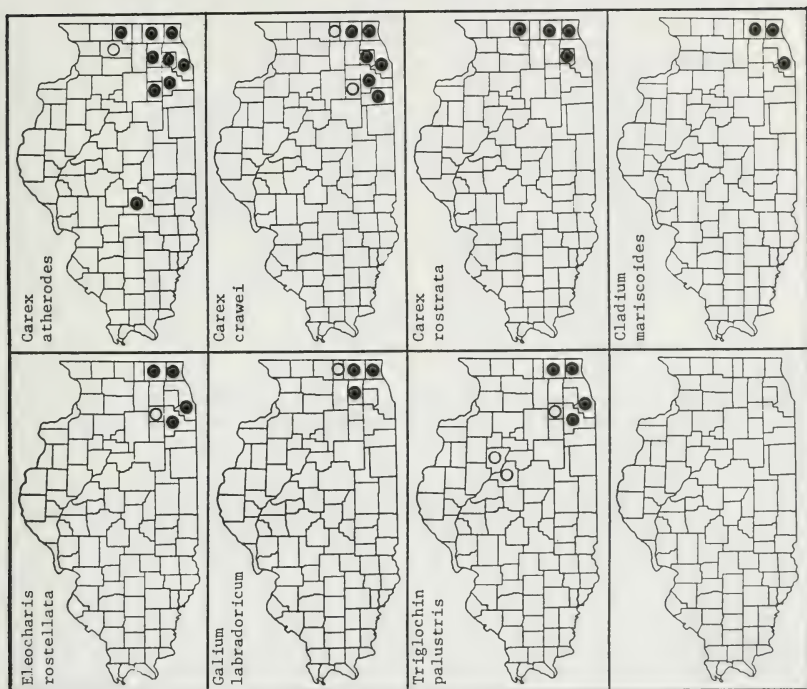 Carex
atherodes
Carex
crawei
Carex
rostrata
Cladium
mariscoides
Eleocharis
rostellata
Galium
labradoricum
Triglochin
palustris